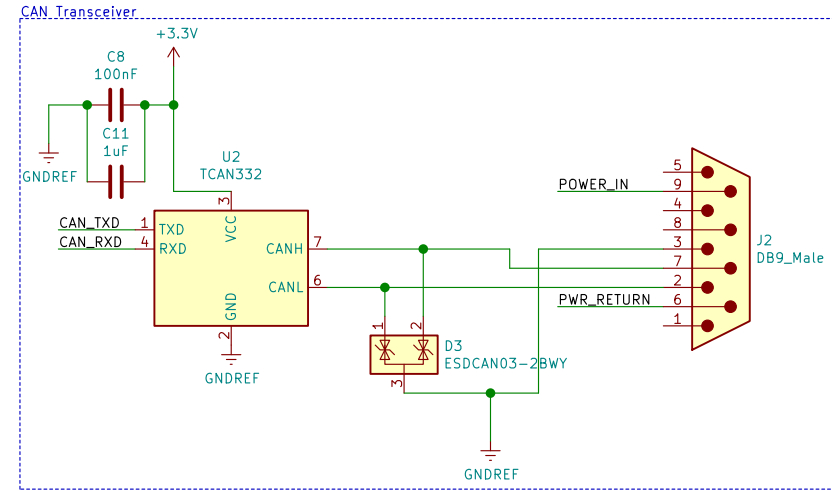 CAN Transceiver
+3.3V
C8
100nF
C11
1uF
GNDREF
U2
TCAN332
3
VCC
CAN_TXD
1
TXD
CAN_RXD
4
RXD
CANH
7
CANL
6
GND
2
GNDREF
1
2
D3
ESDCAN03-2BWY
3
GNDREF
POWER_IN
PWR_RETURN
5
9
4
8
3
7
2
6
1
J2
DB9_Male